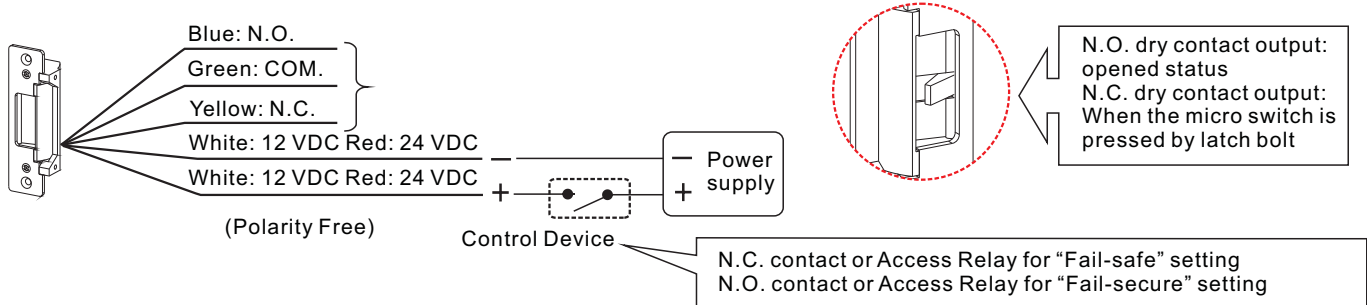 Blue: N.O.
Green: COM.
Yellow: N.C.
White: 12 VDC Red: 24 VDC
White: 12 VDC Red: 24 VDC
(Polarity Free)
−
+
Control Device
− Power
+ supply
N.O. dry contact output:
opened status
N.C. dry contact output:
When the micro switch is
pressed by latch bolt
N.C. contact or Access Relay for “Fail-safe” setting
N.O. contact or Access Relay for “Fail-secure” setting